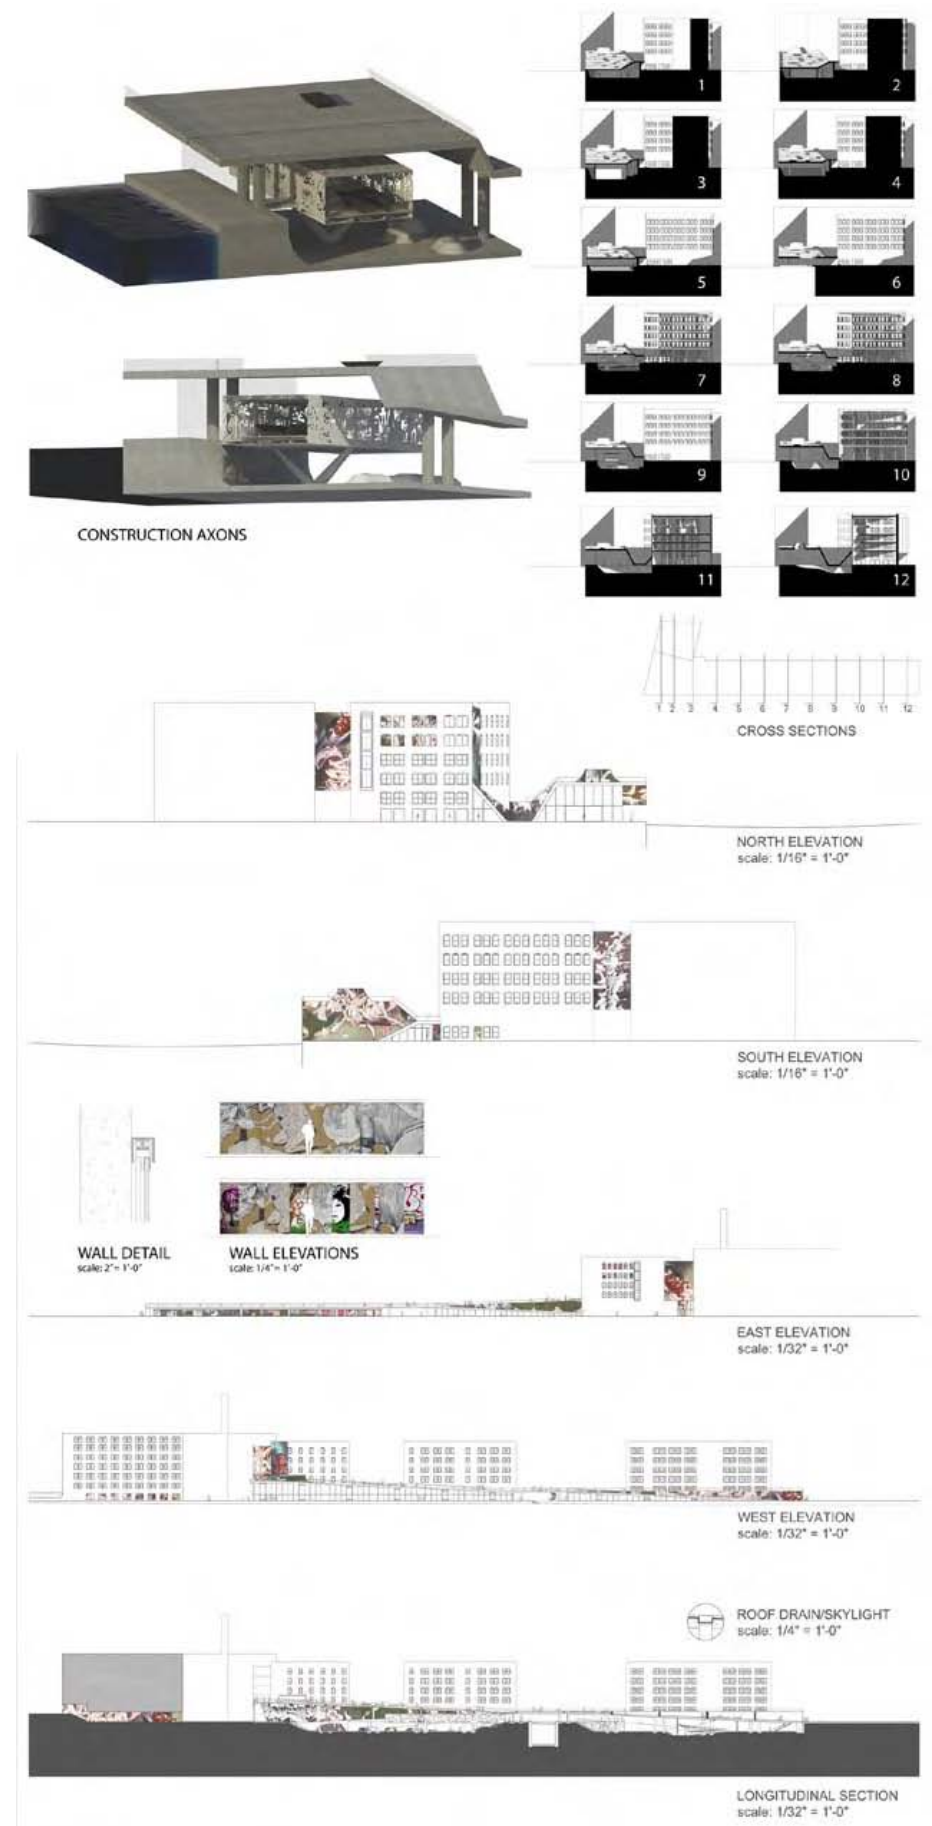 1
2
3
4
5
6
7
8
9
10
11
12
CONSTRUCTION AXONS
1 2 3 4 5 6 7 8 9 10 11 12
CROSS SECTIONS
NORTH ELEVATION
scale: 1/16" = 1'-0"
SOUTH ELEVATION
scale: 1/16" = 1'-0"
WALL DETAIL
scale: 2"= 1'-0"
WALL ELEVATIONS
scale: 1/4"= 1'-0"
EAST ELEVATION
scale: 1/32" = 1'-0"
WEST ELEVATION
scale: 1/32" = 1'-0"
ROOF DRAIN/SKYLIGHT
scale: 1/4" = 1'-0"
LONGITUDINAL SECTION
scale: 1/32" = 1'-0"